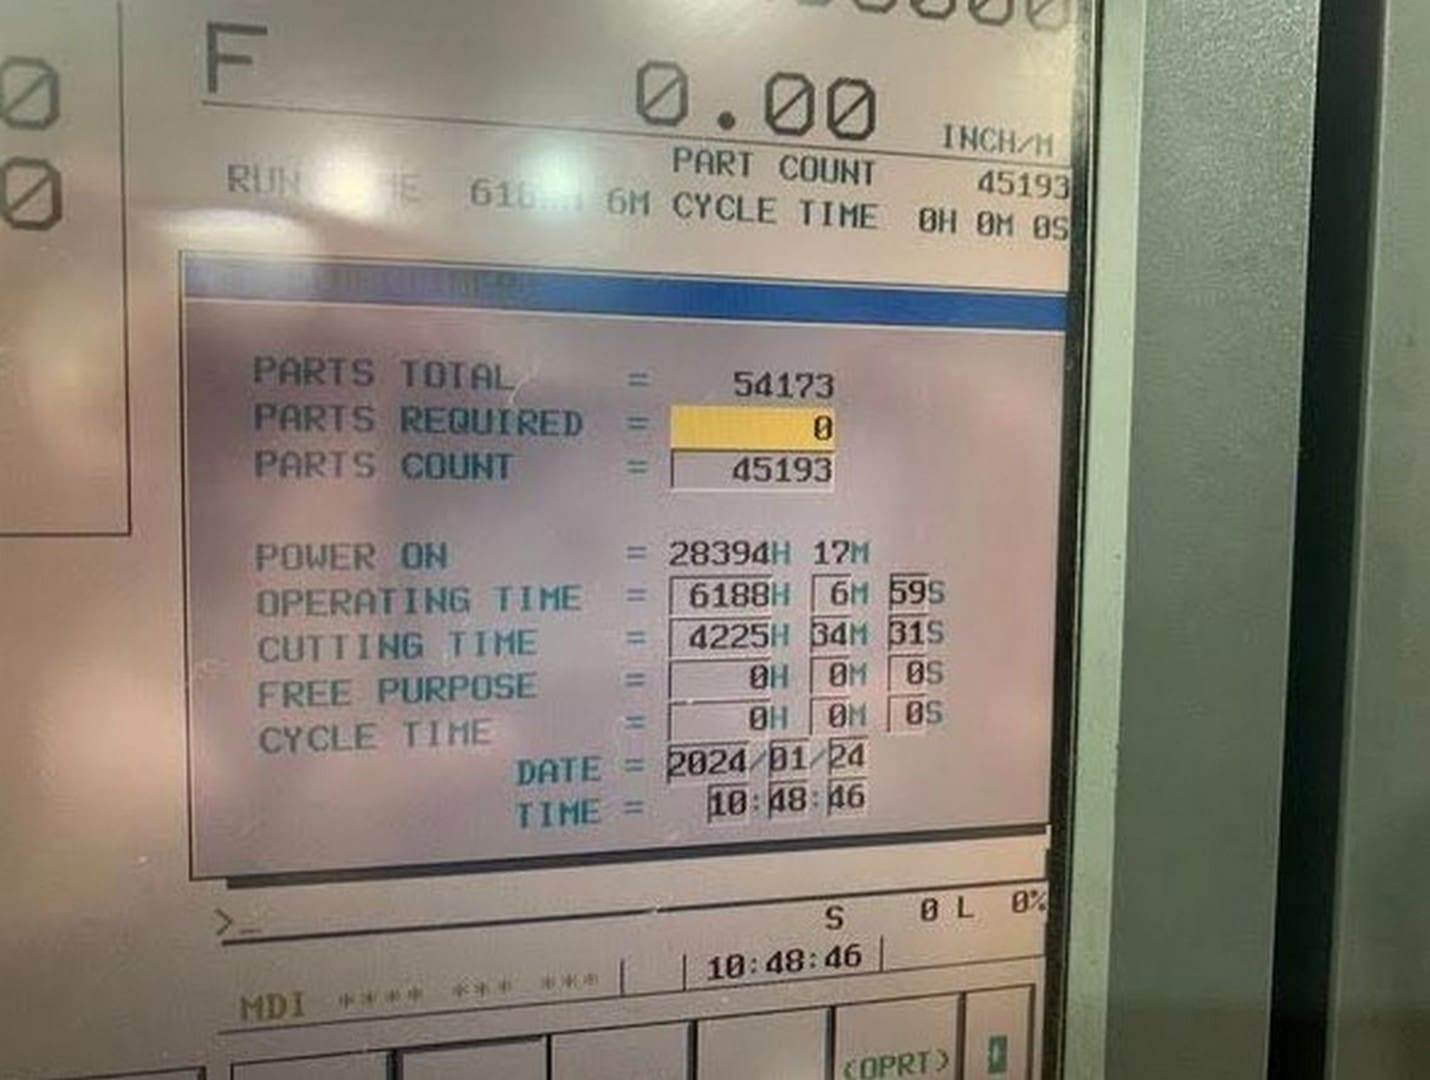 F 0.00 INCH/M
PART COUNT 45193
RUN 6M CYCLE TIME 0H 0M 0S
PARTS TOTAL = 54173
PARTS REQUIRED = 0
PARTS COUNT = 45193
POWER ON = 28394H 17M
OPERATING TIME = 6188H 6M 59S
CUTTING TIME = 4225H 34M 31S
FREE PURPOSE = 0H 0M 0S
CYCLE TIME = 0H 0M 0S
DATE = 2024/01/24
TIME = 10:48:46
>_
S 0 L 0%
MDI **** *** *** 10:48:46
(OPRT) +